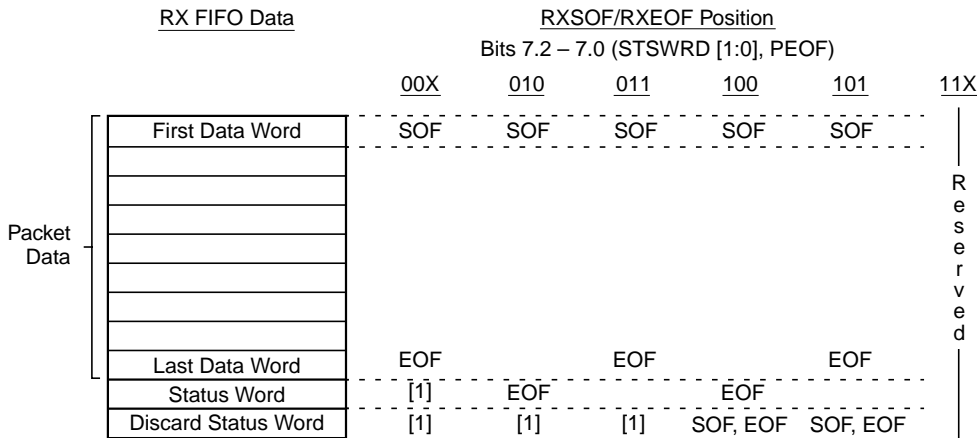 RX FIFO Data RXSOF/RXEOF Position
Bits 7.2 – 7.0 (STSWRD [1:0], PEOF)
00X 010 011 100 101 11X
First Data Word SOF SOF SOF SOF SOF
Reserved
Packet
Data
Last Data Word EOF EOF EOF
Status Word [1] EOF EOF
Discard Status Word [1] [1] [1] SOF, EOF SOF, EOF